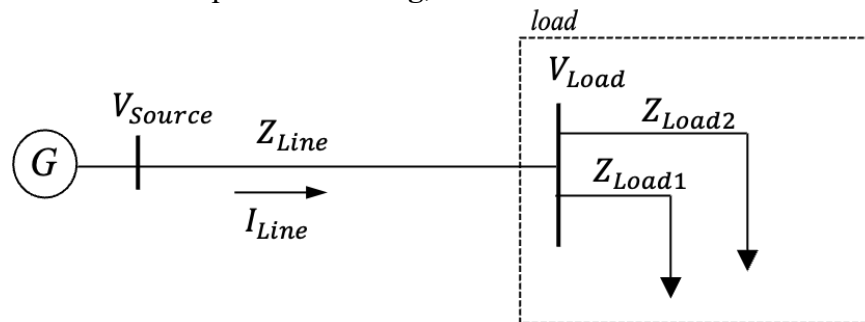 load
V_Load
V_Source
Z_Load2
Z_Line
G
Z_Load1
I_Line